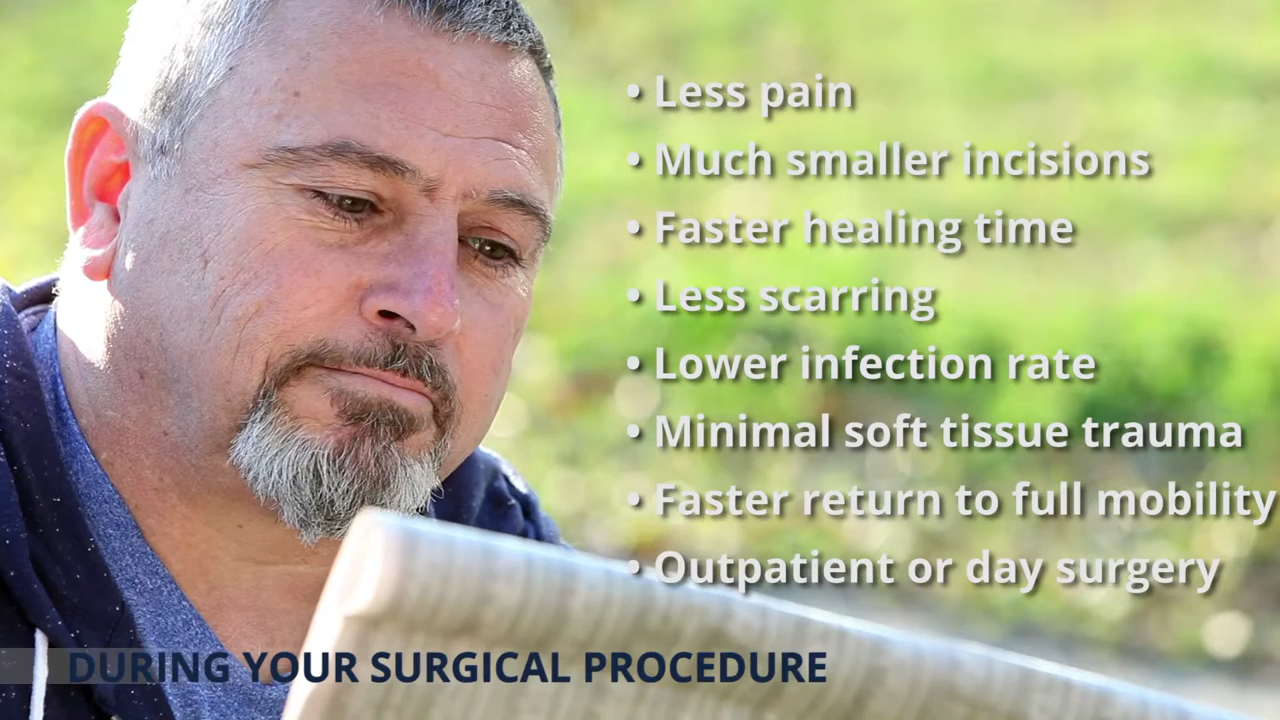 • Less pain
• Much smaller incisions
• Faster healing time
• Less scarring
• Lower infection rate
• Minimal soft tissue trauma
• Faster return to full mobility
• Outpatient or day surgery
DURING YOUR SURGICAL PROCEDURE